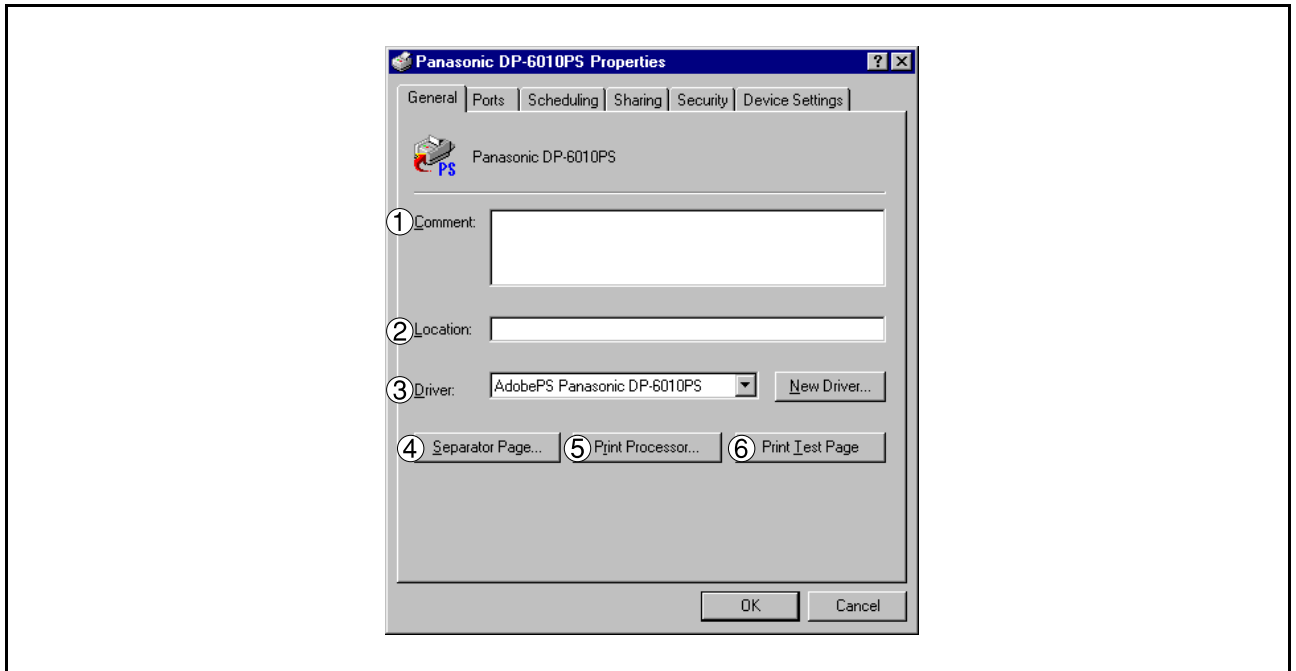 Panasonic DP-6010PS Properties
General Ports Scheduling Sharing Security Device Settings
PS
Panasonic DP-6010PS
1 Comment:
2 Location:
3 Driver: AdobePS Panasonic DP-6010PS New Driver...
4 Separator Page... 5 Print Processor... 6 Print Test Page
OK Cancel